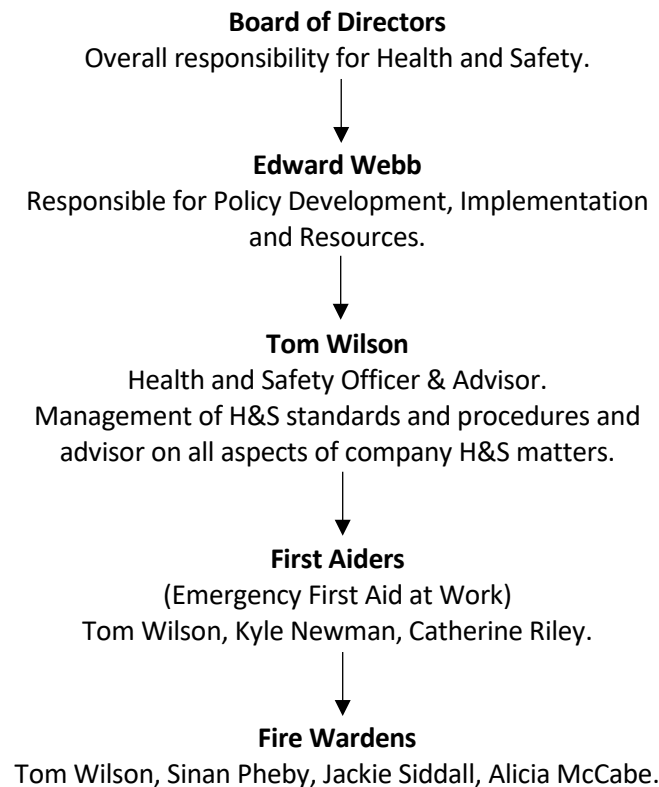 Board of Directors
Overall responsibility for Health and Safety.
Edward Webb
Responsible for Policy Development, Implementation
and Resources.
Tom Wilson
Health and Safety Officer & Advisor.
Management of H&S standards and procedures and
advisor on all aspects of company H&S matters.
First Aiders
(Emergency First Aid at Work)
Tom Wilson, Kyle Newman, Catherine Riley.
Fire Wardens
Tom Wilson, Sinan Pheby, Jackie Siddall, Alicia McCabe.